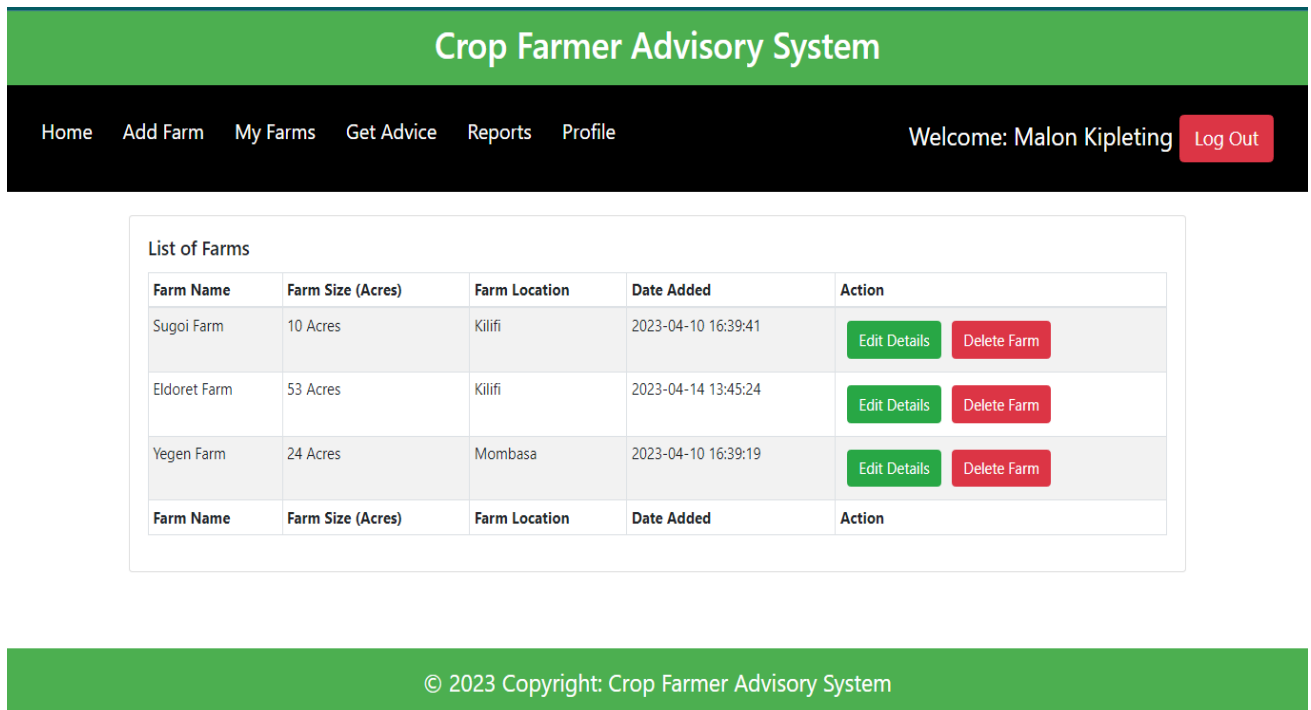 Crop Farmer Advisory System
Home Add Farm My Farms Get Advice Reports Profile Welcome: Malon Kipleting Log Out
List of Farms
Farm Name Farm Size (Acres) Farm Location Date Added Action
Sugoi Farm 10 Acres Kilifi 2023-04-10 16:39:41 Edit Details Delete Farm
Eldoret Farm 53 Acres Kilifi 2023-04-14 13:45:24 Edit Details Delete Farm
Yegen Farm 24 Acres Mombasa 2023-04-10 16:39:19 Edit Details Delete Farm
Farm Name Farm Size (Acres) Farm Location Date Added Action
© 2023 Copyright: Crop Farmer Advisory System